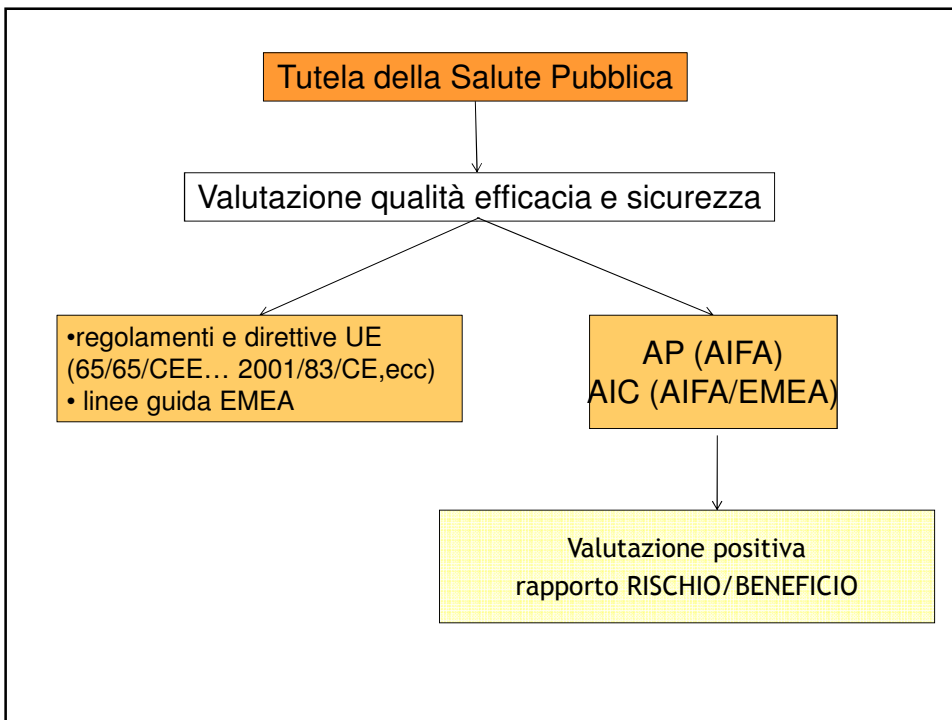 Tutela della Salute Pubblica
Valutazione qualità efficacia e sicurezza
•regolamenti e direttive UE
(65/65/CEE… 2001/83/CE,ecc)
• linee guida EMEA
AP (AIFA)
AIC (AIFA/EMEA)
Valutazione positiva
rapporto RISCHIO/BENEFICIO